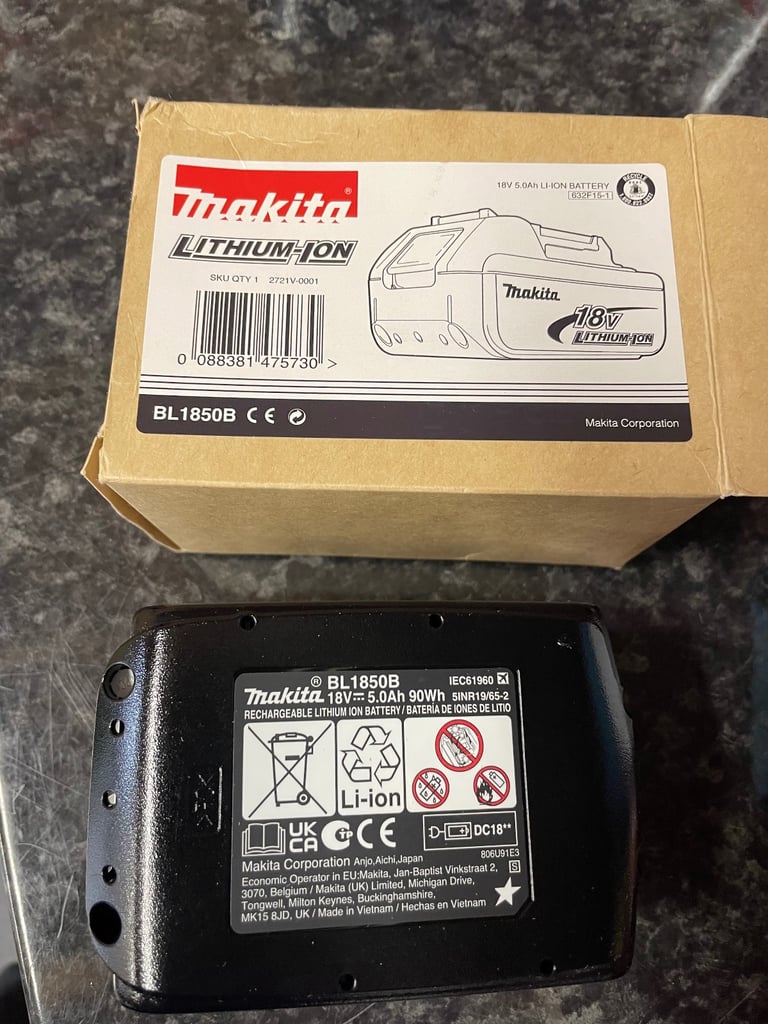 makita®
LITHIUM-ION
18V 5.0Ah LI-ION BATTERY
632F15-1
RECYCLE
SKU QTY 1 2721V-0001
0 088381 475730 >
Makita
18V
LITHIUM-ION
BL1850B CE
Makita Corporation
makita® BL1850B IEC61960
18V⎓5.0Ah 90Wh 5INR19/65-2
RECHARGEABLE LITHIUM ION BATTERY / BATERÍA DE IONES DE LITIO
Li-ion
UK CA CE
DC18**
806U91E3
Makita Corporation Anjo,Aichi,Japan
Economic Operator in EU:Makita, Jan-Baptist Vinkstraat 2,
3070, Belgium / Makita (UK) Limited, Michigan Drive,
Tongwell, Milton Keynes, Buckinghamshire,
MK15 8JD, UK / Made in Vietnam / Hechas en Vietnam
S